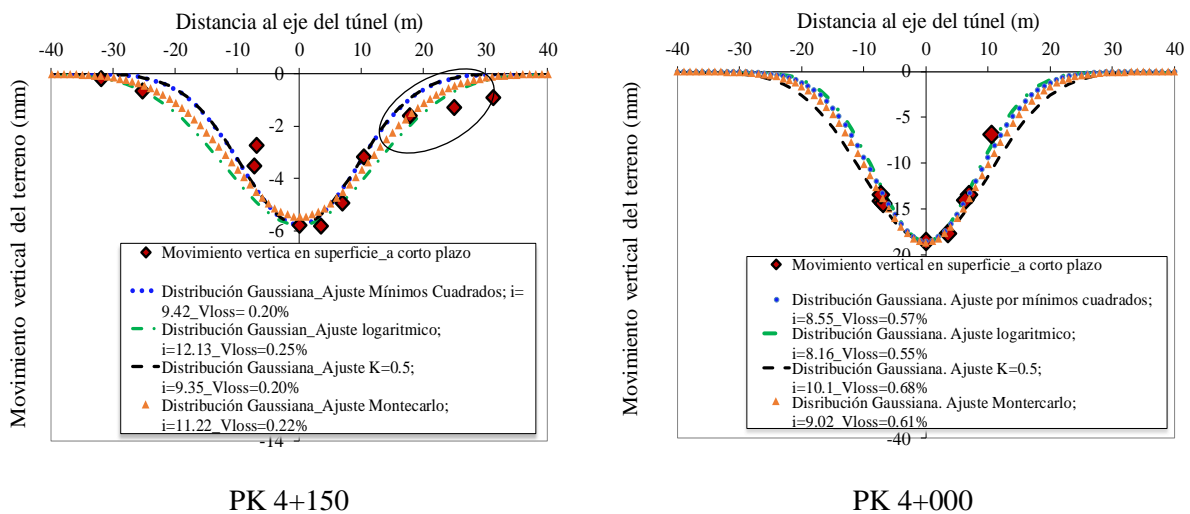 Distancia al eje del túnel (m)
-40 -30 -20 -10 0 10 20 30 40
Movimiento vertical del terreno (mm)
0
-2
-4
-6
-14
Movimiento vertica en superficie_a corto plazo
Distribución Gaussiana_Ajuste Mínimos Cuadrados; i=
9.42_Vloss= 0.20%
Distribución Gaussian_Ajuste logaritmico;
i=12.13_Vloss=0.25%
Distribución Gaussiana_Ajuste K=0.5;
i=9.35_Vloss=0.20%
Distribución Gaussiana_Ajuste Montecarlo;
i=11.22_Vloss=0.22%
PK 4+150
Distancia al eje del túnel (m)
-40 -30 -20 -10 0 10 20 30 40
Movimiento vertical del terreno (mm)
0
-5
-10
-15
20
-40
Movimiento vertical en superficie_a corto plazo
Distribución Gaussiana. Ajuste por mínimos cuadrados;
i=8.55_Vloss=0.57%
Distribución Gaussiana. Ajuste logaritmico;
i=8.16_Vloss=0.55%
Distribución Gaussiana. Ajuste K=0.5;
i=10.1_Vloss=0.68%
Disribución Gaussiana. Ajuste Montercarlo;
i=9.02_Vloss=0.61%
PK 4+000